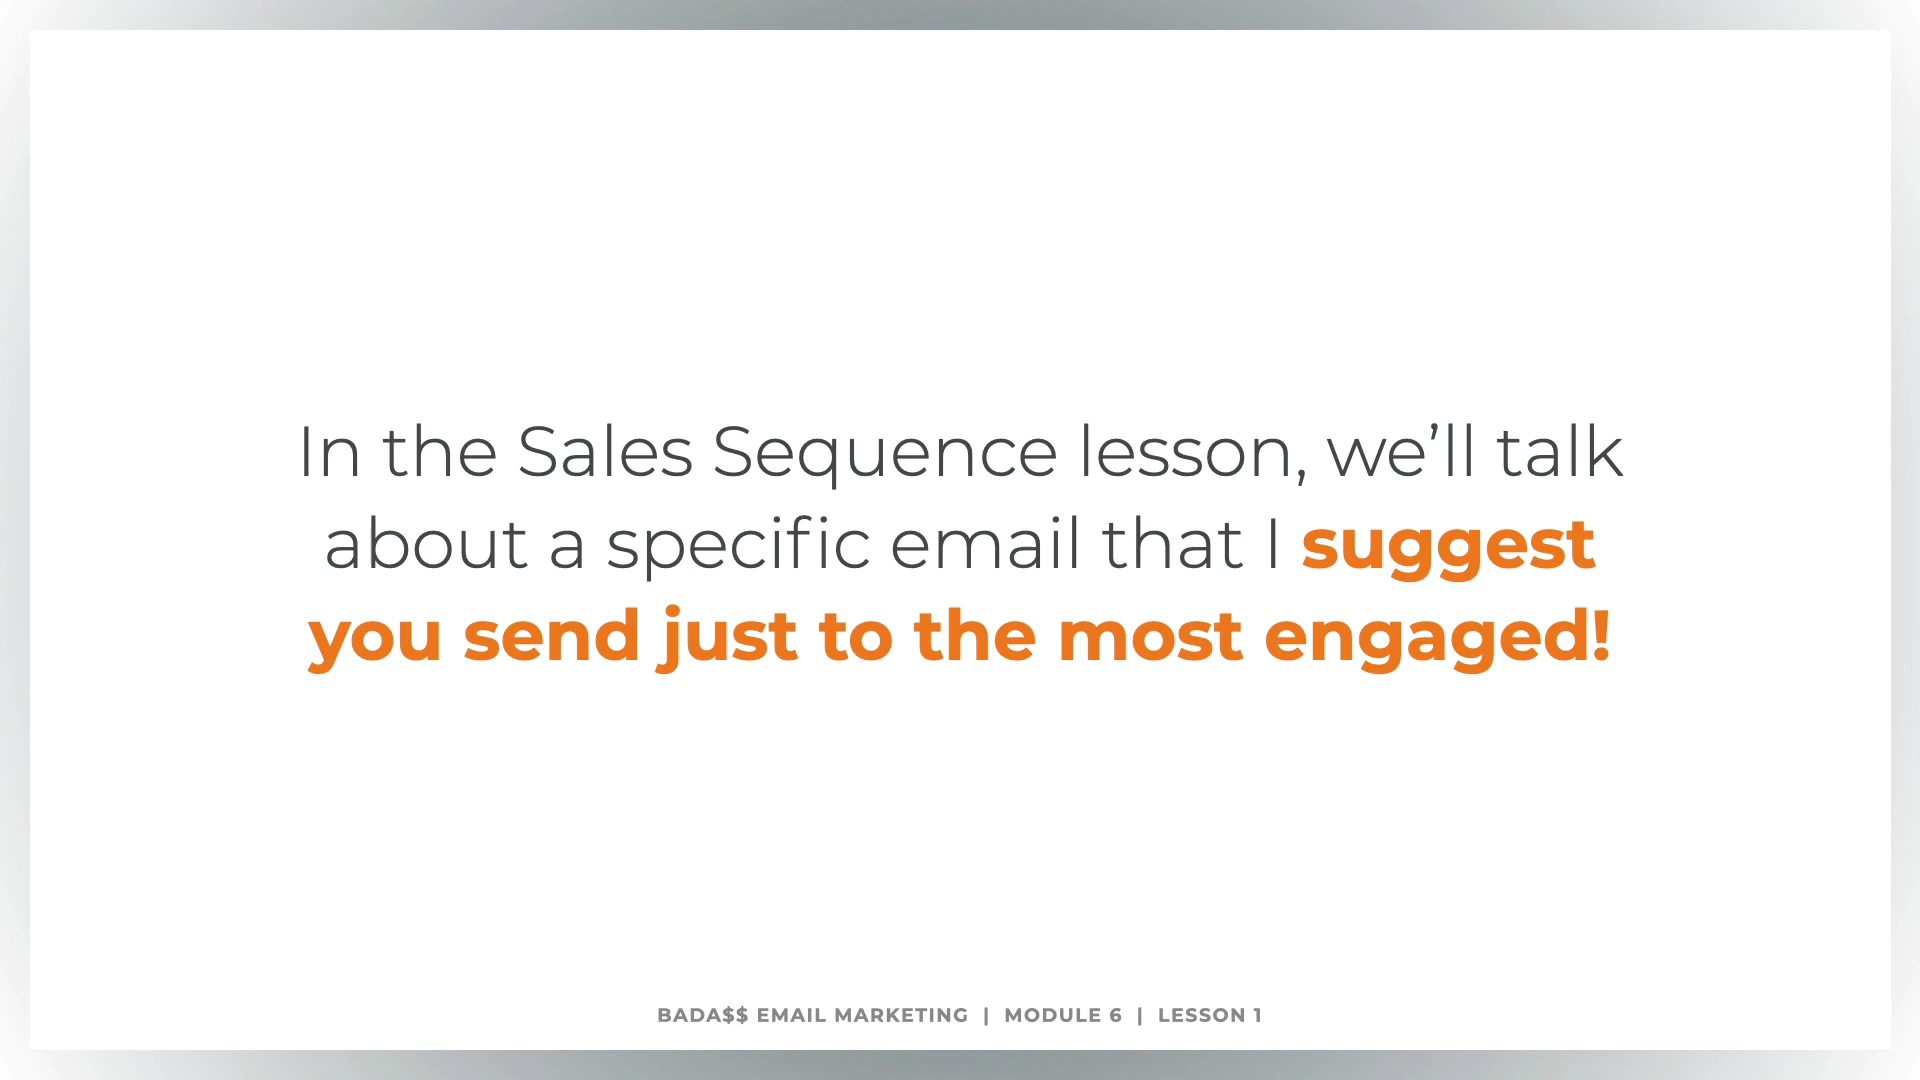 In the Sales Sequence lesson, we’ll talk
about a specific email that I suggest
you send just to the most engaged!
BADA$$ EMAIL MARKETING | MODULE 6 | LESSON 1